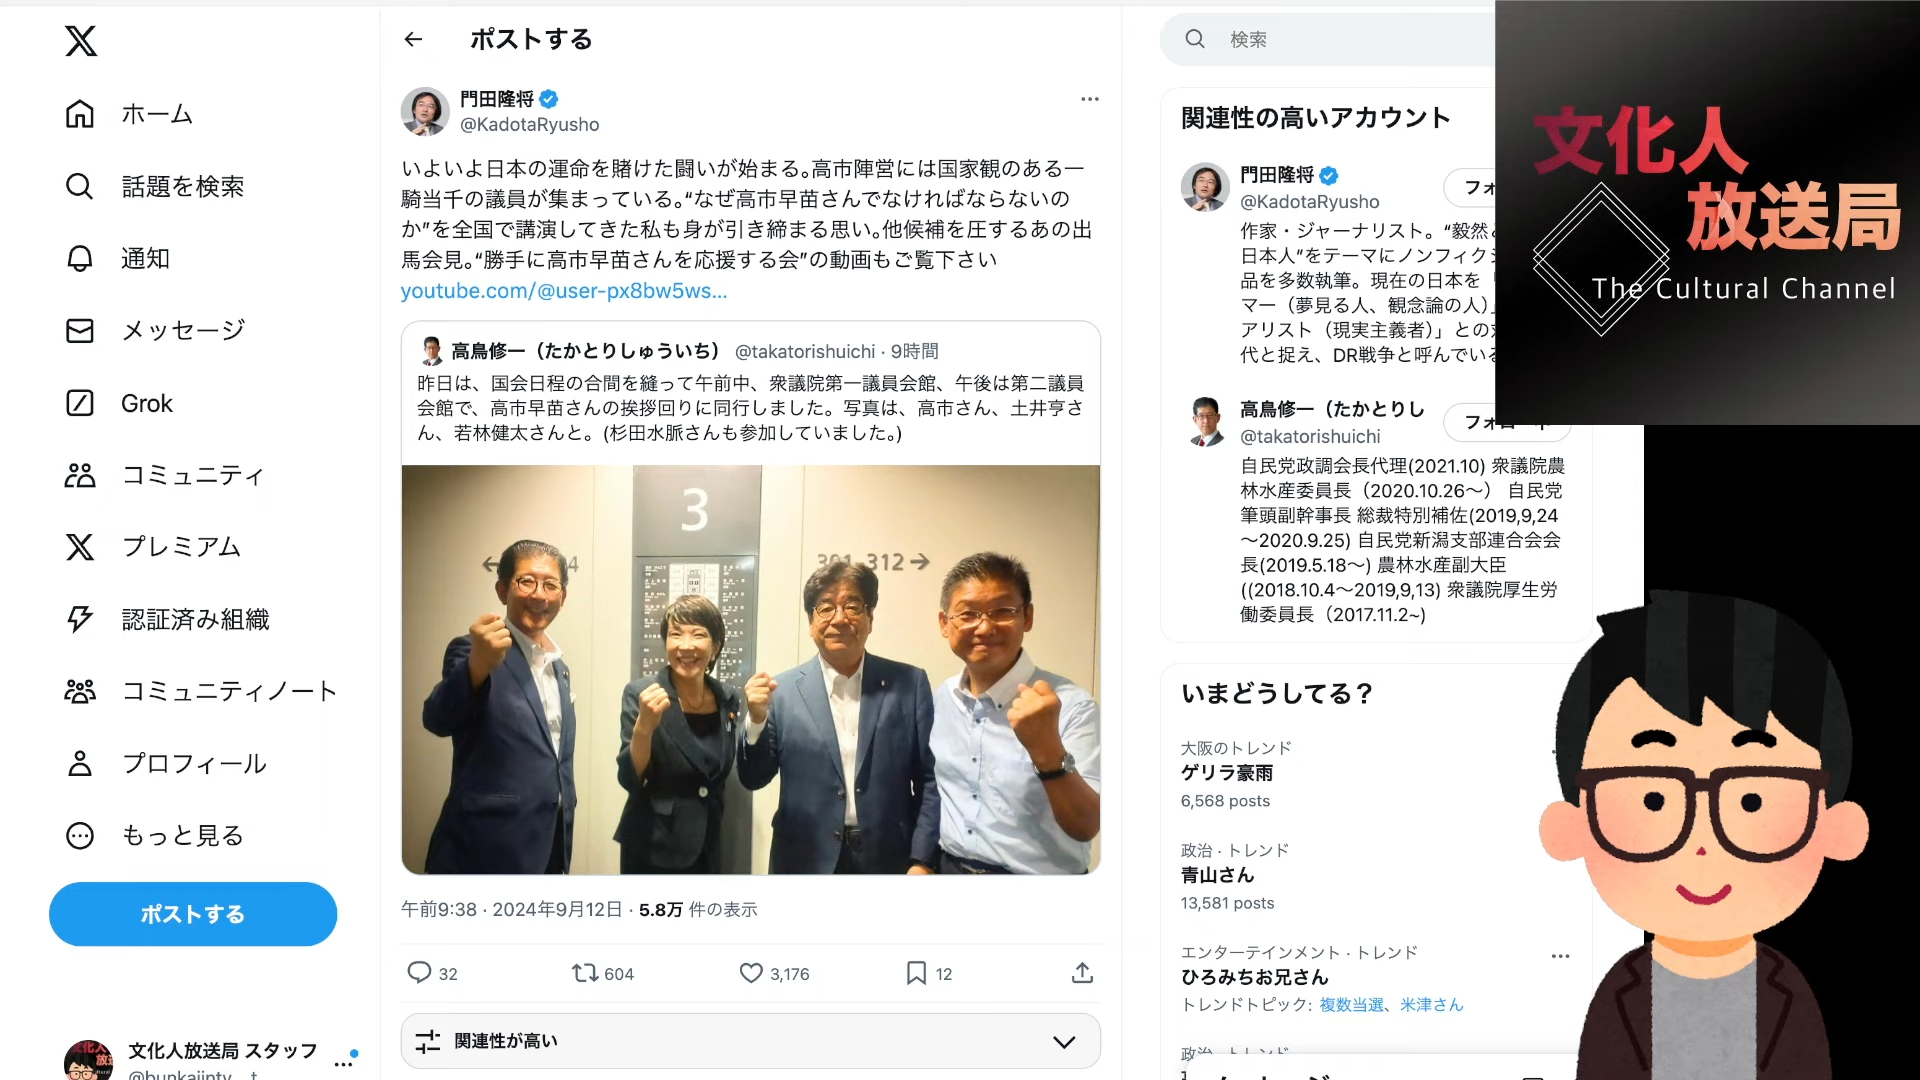 ホーム
話題を検索
通知
メッセージ
Grok
コミュニティ
プレミアム
認証済み組織
コミュニティノート
プロフィール
もっと見る
ポストする
文化人放送局 スタッフ
ポストする
門田隆将
@KadotaRyusho
いよいよ日本の運命を賭けた闘いが始まる。高市陣営には国家観のある一
騎当千の議員が集まっている。“なぜ高市早苗さんでなければならないの
か”を全国で講演してきた私も身が引き締まる思い。他候補を圧するあの出
馬会見。“勝手に高市早苗さんを応援する会”の動画もご覧下さい
youtube.com/@user-px8bw5ws...
高鳥修一（たかとりしゅういち） @takatorishuichi · 9時間
昨日は、国会日程の合間を縫って午前中、衆議院第一議員会館、午後は第二議員
会館で、高市早苗さんの挨拶回りに同行しました。写真は、高市さん、土井亨さ
ん、若林健太さんと。(杉田水脈さんも参加していました。)
3
312→
午前9:38 · 2024年9月12日 · 5.8万 件の表示
32
604
3,176
12
関連性が高い
検索
関連性の高いアカウント
門田隆将
@KadotaRyusho
フォ
作家・ジャーナリスト。“毅然と
日本人”をテーマにノンフィクシ
品を多数執筆。現在の日本を
マー（夢見る人、観念論の人）
アリスト（現実主義者）」との
代と捉え、DR戦争と呼んでいる
高鳥修一（たかとりし
@takatorishuichi
自民党政調会長代理(2021.10) 衆議院農
林水産委員長（2020.10.26〜） 自民党
筆頭副幹事長 総裁特別補佐(2019,9,24
〜2020.9.25) 自民党新潟支部連合会会
長(2019.5.18〜) 農林水産副大臣
((2018.10.4〜2019,9,13) 衆議院厚生労
働委員長（2017.11.2~)
いまどうしてる？
大阪のトレンド
ゲリラ豪雨
6,568 posts
政治 · トレンド
青山さん
13,581 posts
エンターテインメント · トレンド
ひろみちお兄さん
トレンドトピック: 複数当選、米津さん
文化人
放送局
The Cultural Channel